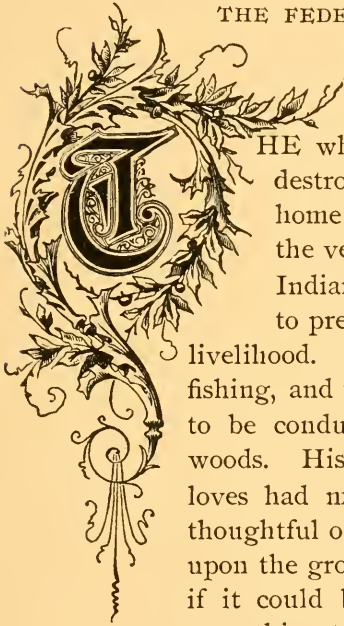 THE FEDE
THE wh
destro
home
the ve
Indian
to pre
livelihood.
fishing, and
to be condu
woods. His
loves had
thoughtful o
upon the gro
if it could b